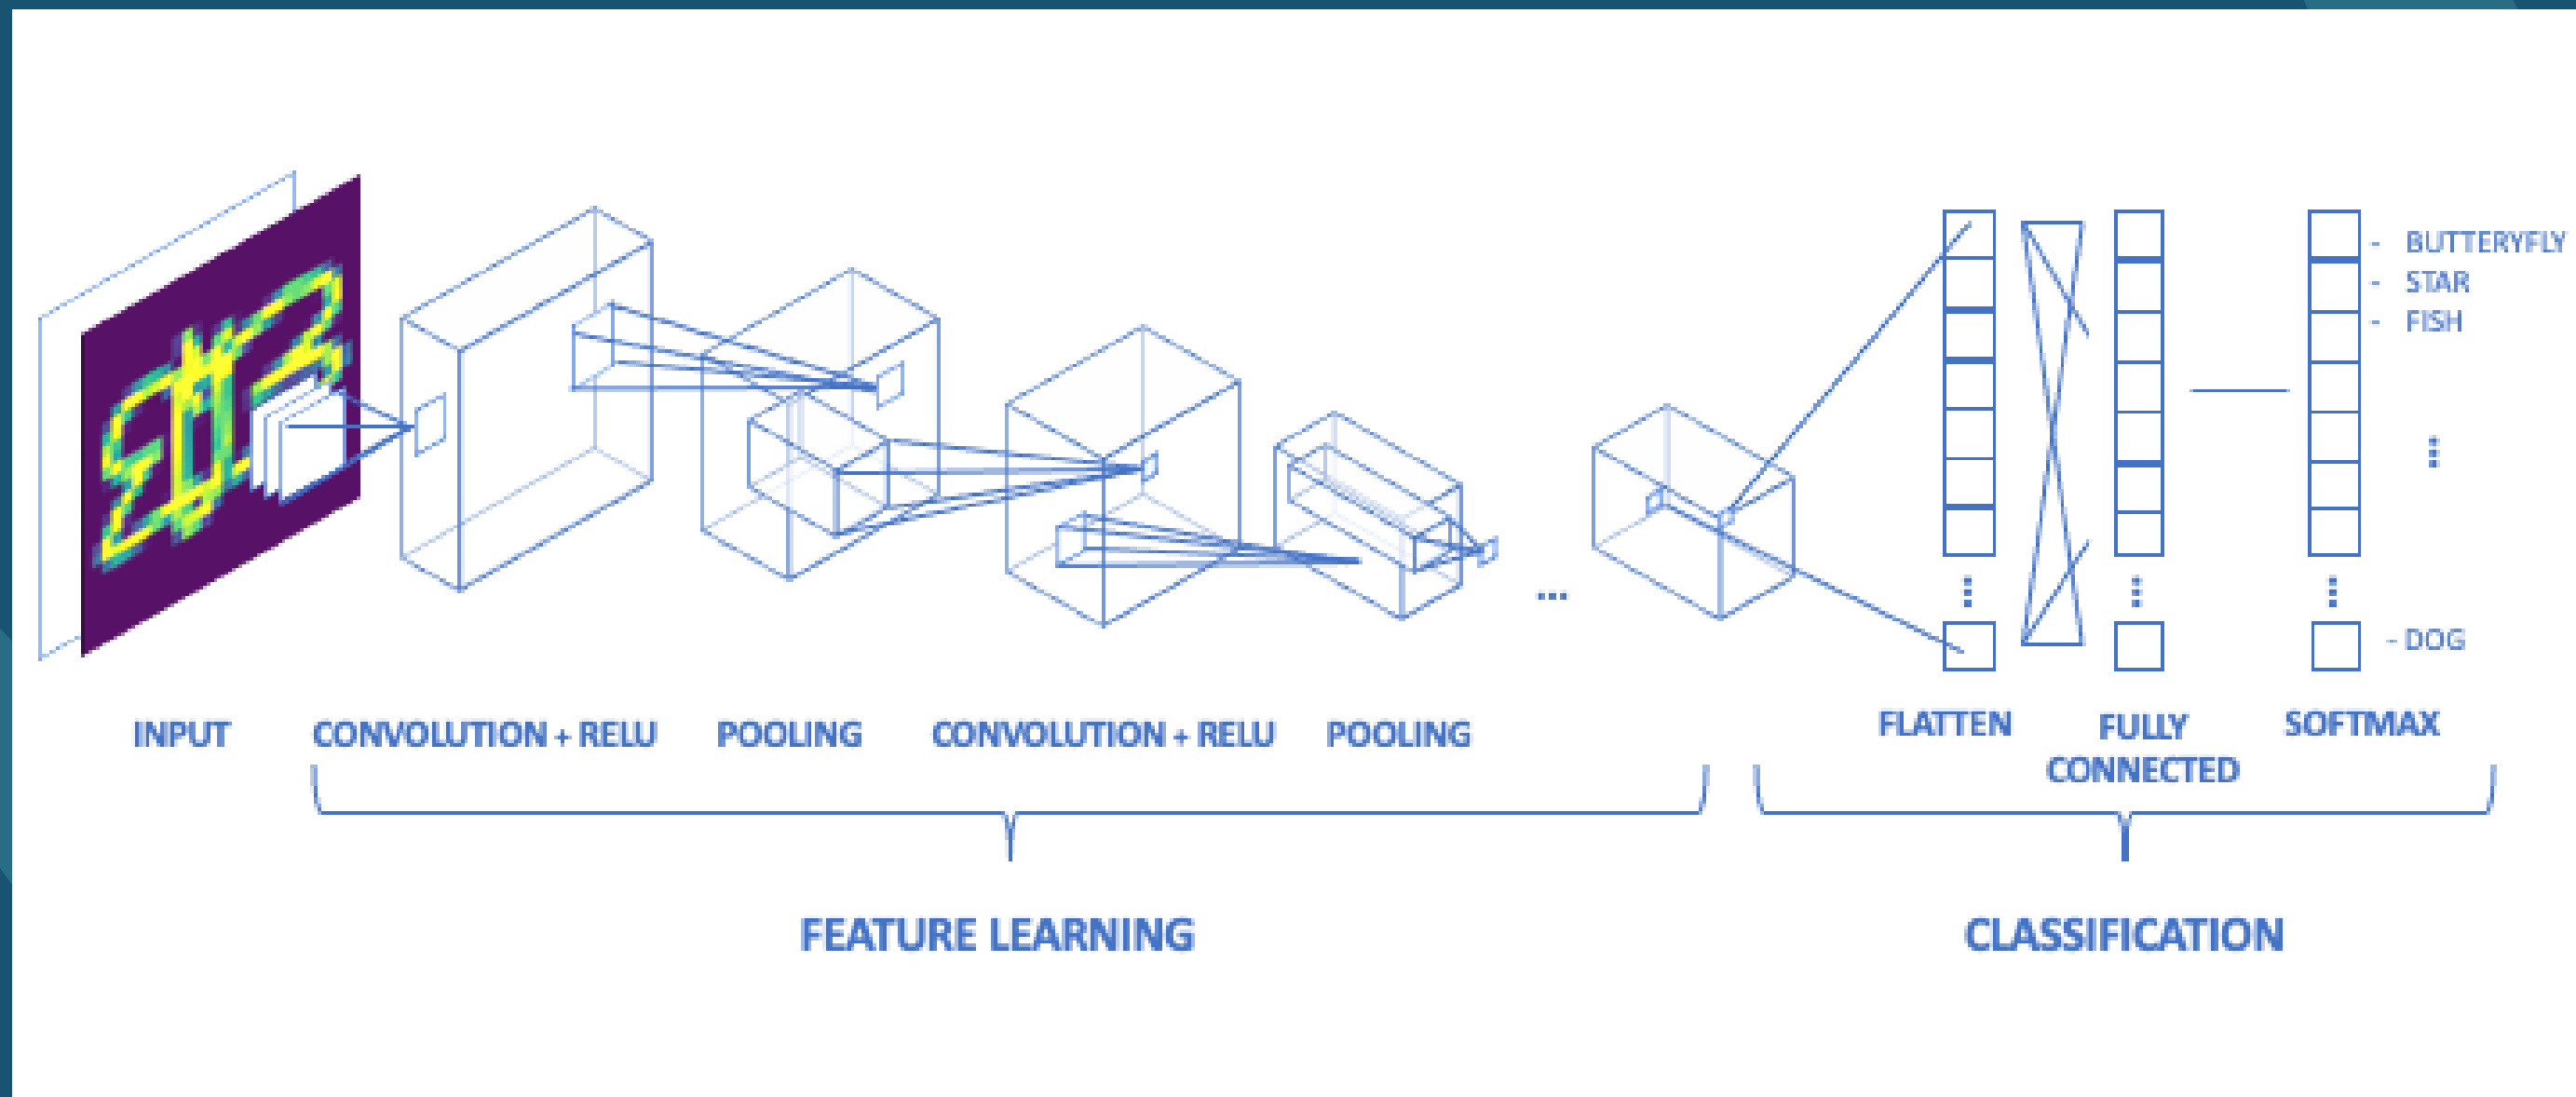 - BUTTERYFLY
- STAR
- FISH
- DOG
INPUT
CONVOLUTION + RELU
POOLING
CONVOLUTION + RELU
POOLING
FLATTEN
FULLY
CONNECTED
SOFTMAX
FEATURE LEARNING
CLASSIFICATION